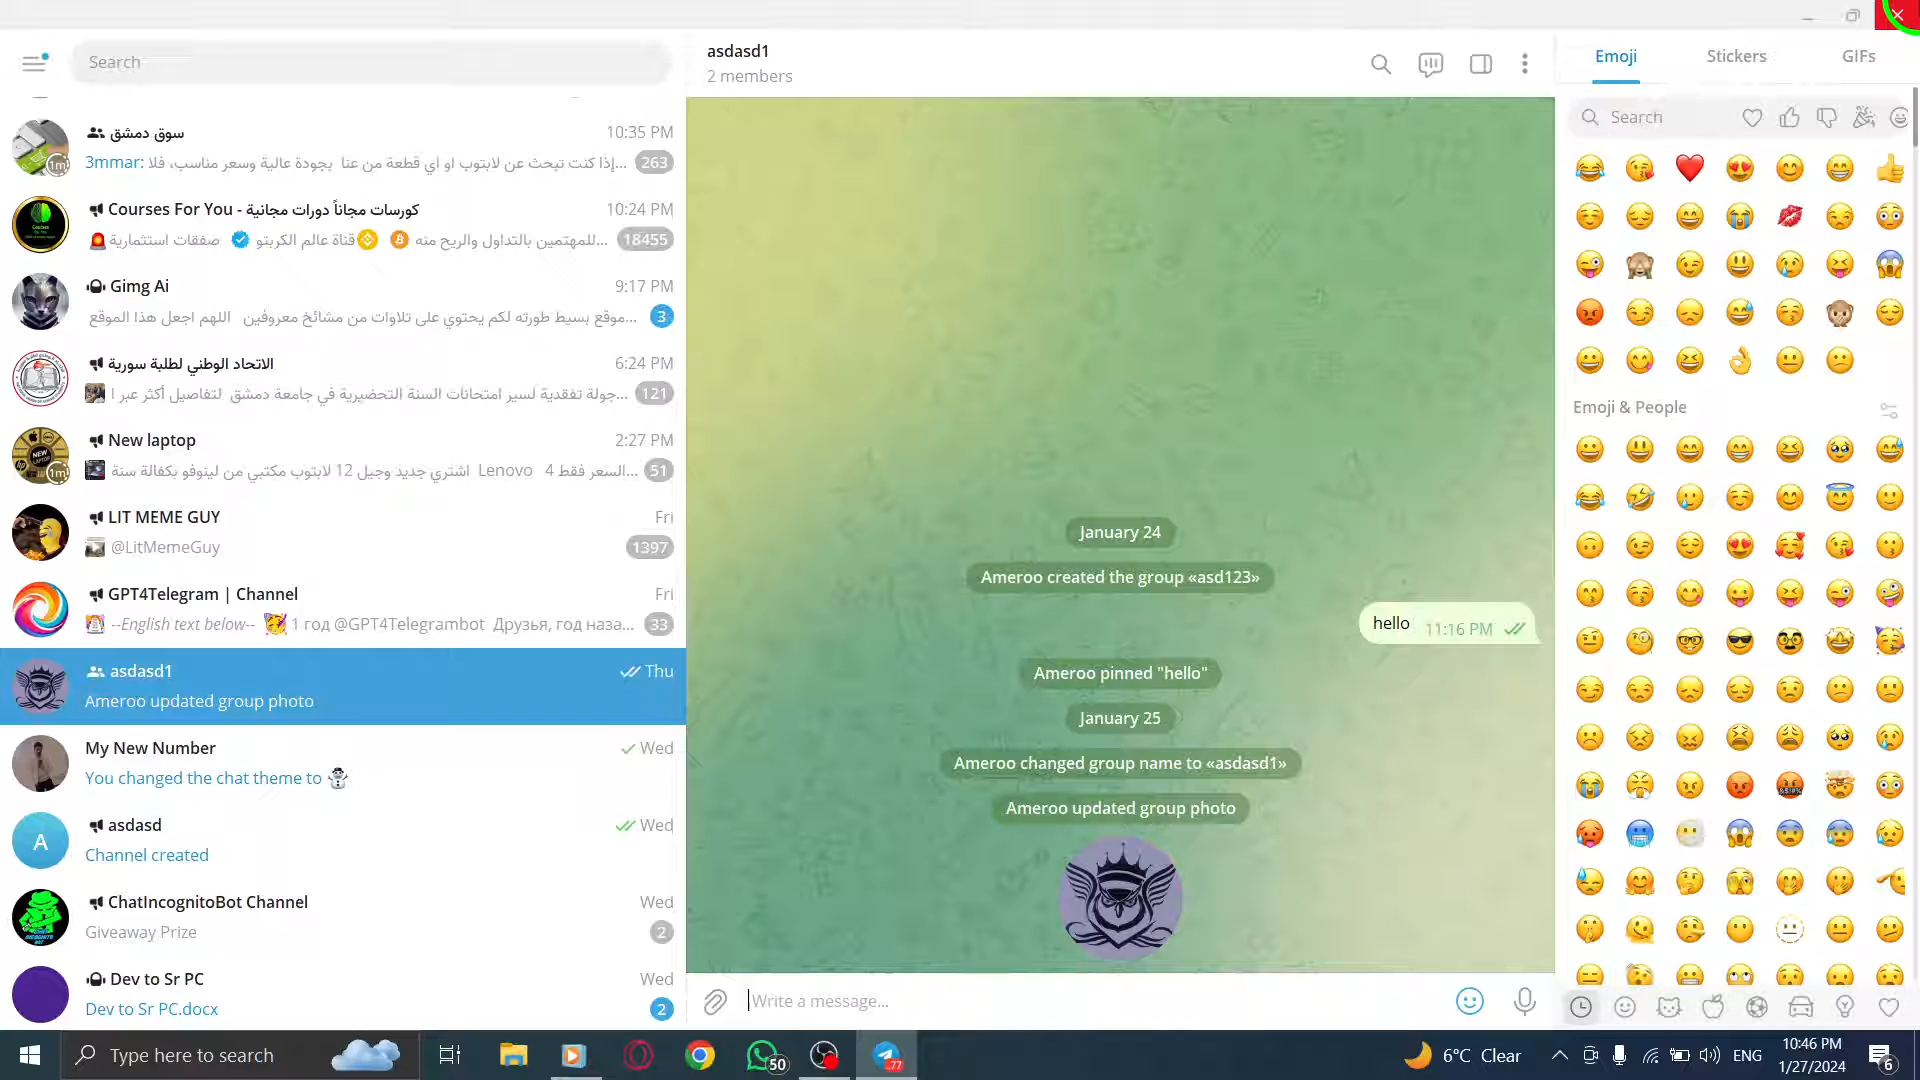 Search
asdasd1
2 members
Emoji
Stickers
GIFs
Search
سوق دمشق
10:35 PM
3mmar: إذا كنت تبحث عن لابتوب او أي قطعة من عنا بجودة عالية وسعر مناسب، فلا...
263
1m
Courses For You - كورسات مجاناً دورات مجانية
10:24 PM
🚨صفقات استثمارية قناة عالم الكربتو للمهتمين بالتداول والربح منه...
18455
Gimg Ai
9:17 PM
موقع بسيط طورته لكم يحتوي على تلاوات من مشائخ معروفين اللهم اجعل هذا الموقع...
3
الاتحاد الوطني لطلبة سورية
6:24 PM
جولة تفقدية لسير امتحانات السنة التحضيرية في جامعة دمشق لتفاصيل أكثر عبر ا...
121
New laptop
2:27 PM
اشتري جديد وجيل 12 لابتوب مكتبي من لينوفو بكفالة سنة Lenovo السعر فقط 4...
51
1m
LIT MEME GUY
Fri
@LitMemeGuy
1397
GPT4Telegram | Channel
Fri
--English text below-- 🥳 1 год @GPT4Telegrambot Друзья, год наза...
33
asdasd1
Thu
Ameroo updated group photo
My New Number
Wed
You changed the chat theme to ☃️
A
asdasd
Wed
Channel created
ChatIncognitoBot Channel
Wed
Giveaway Prize
2
Dev to Sr PC
Wed
Dev to Sr PC.docx
2
January 24
Ameroo created the group «asd123»
hello
11:16 PM
Ameroo pinned "hello"
January 25
Ameroo changed group name to «asdasd1»
Ameroo updated group photo
Write a message...
Emoji & People
Type here to search
50
77
6°C Clear
ENG
10:46 PM
1/27/2024
6